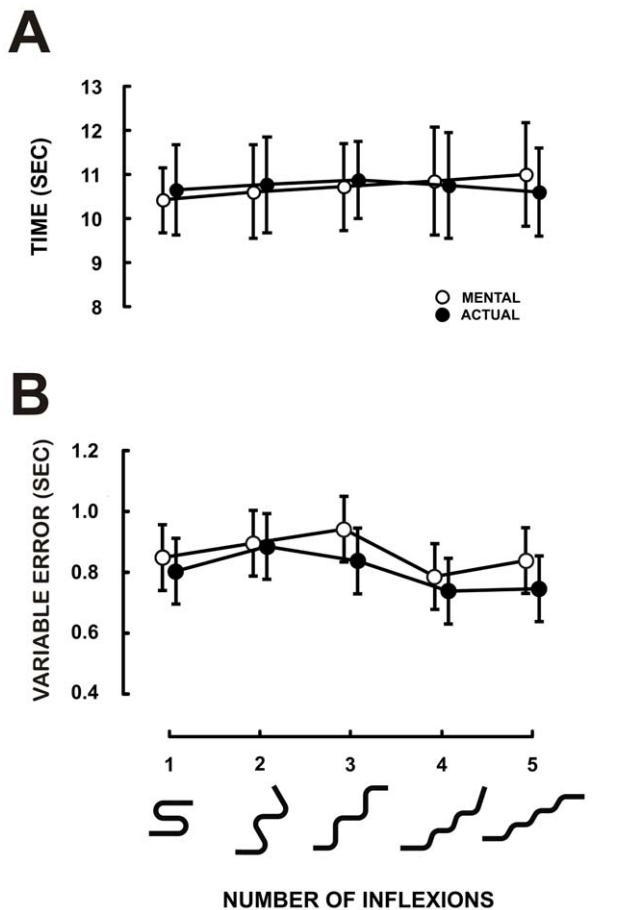 A
TIME (SEC)
13
12
11
10
9
8
MENTAL
ACTUAL
B
VARIABLE ERROR (SEC)
1.2
1.0
0.8
0.6
0.4
1 2 3 4 5
NUMBER OF INFLEXIONS